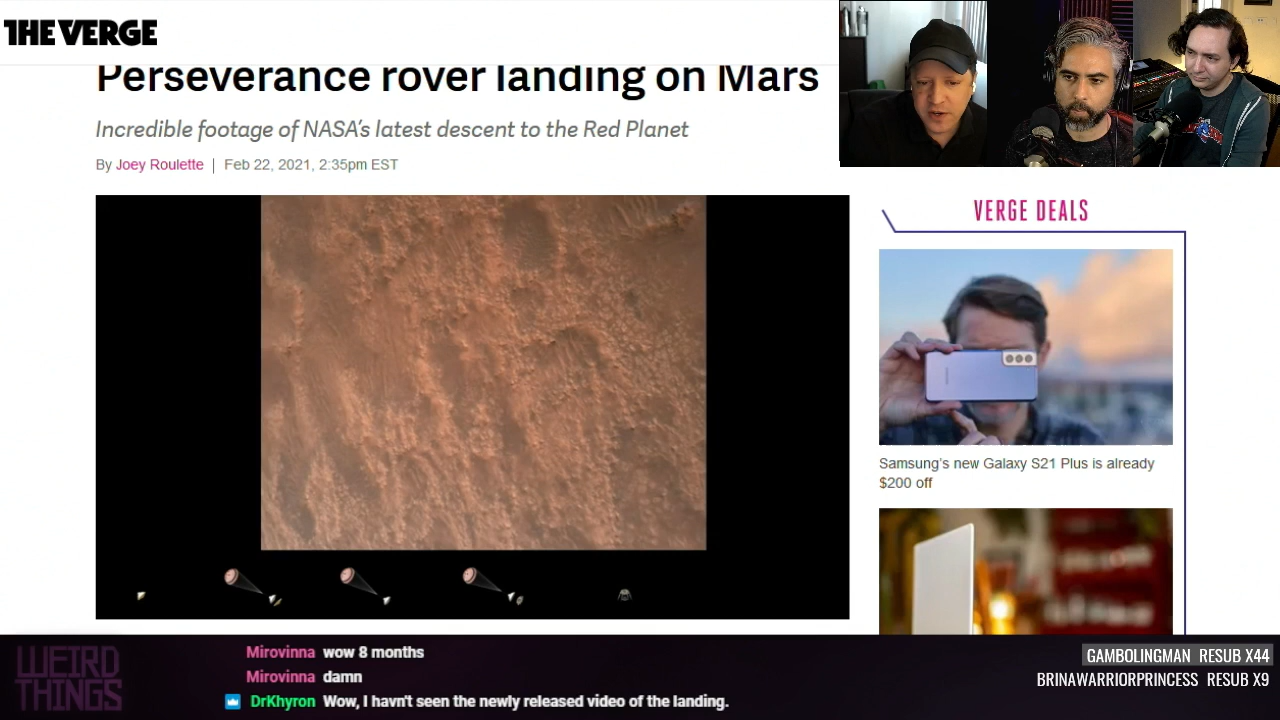 THE VERGE
Perseverance rover landing on Mars
Incredible footage of NASA's latest descent to the Red Planet
By Joey Roulette | Feb 22, 2021, 2:35pm EST
VERGE DEALS
Samsung's new Galaxy S21 Plus is already
$200 off
WEIRD
THINGS
Mirovinna wow 8 months
Mirovinna damn
DrKhyron Wow, I havn't seen the newly released video of the landing.
GAMBOLINGMAN RESUB X44
BRINAWARRIORPRINCESS RESUB X9